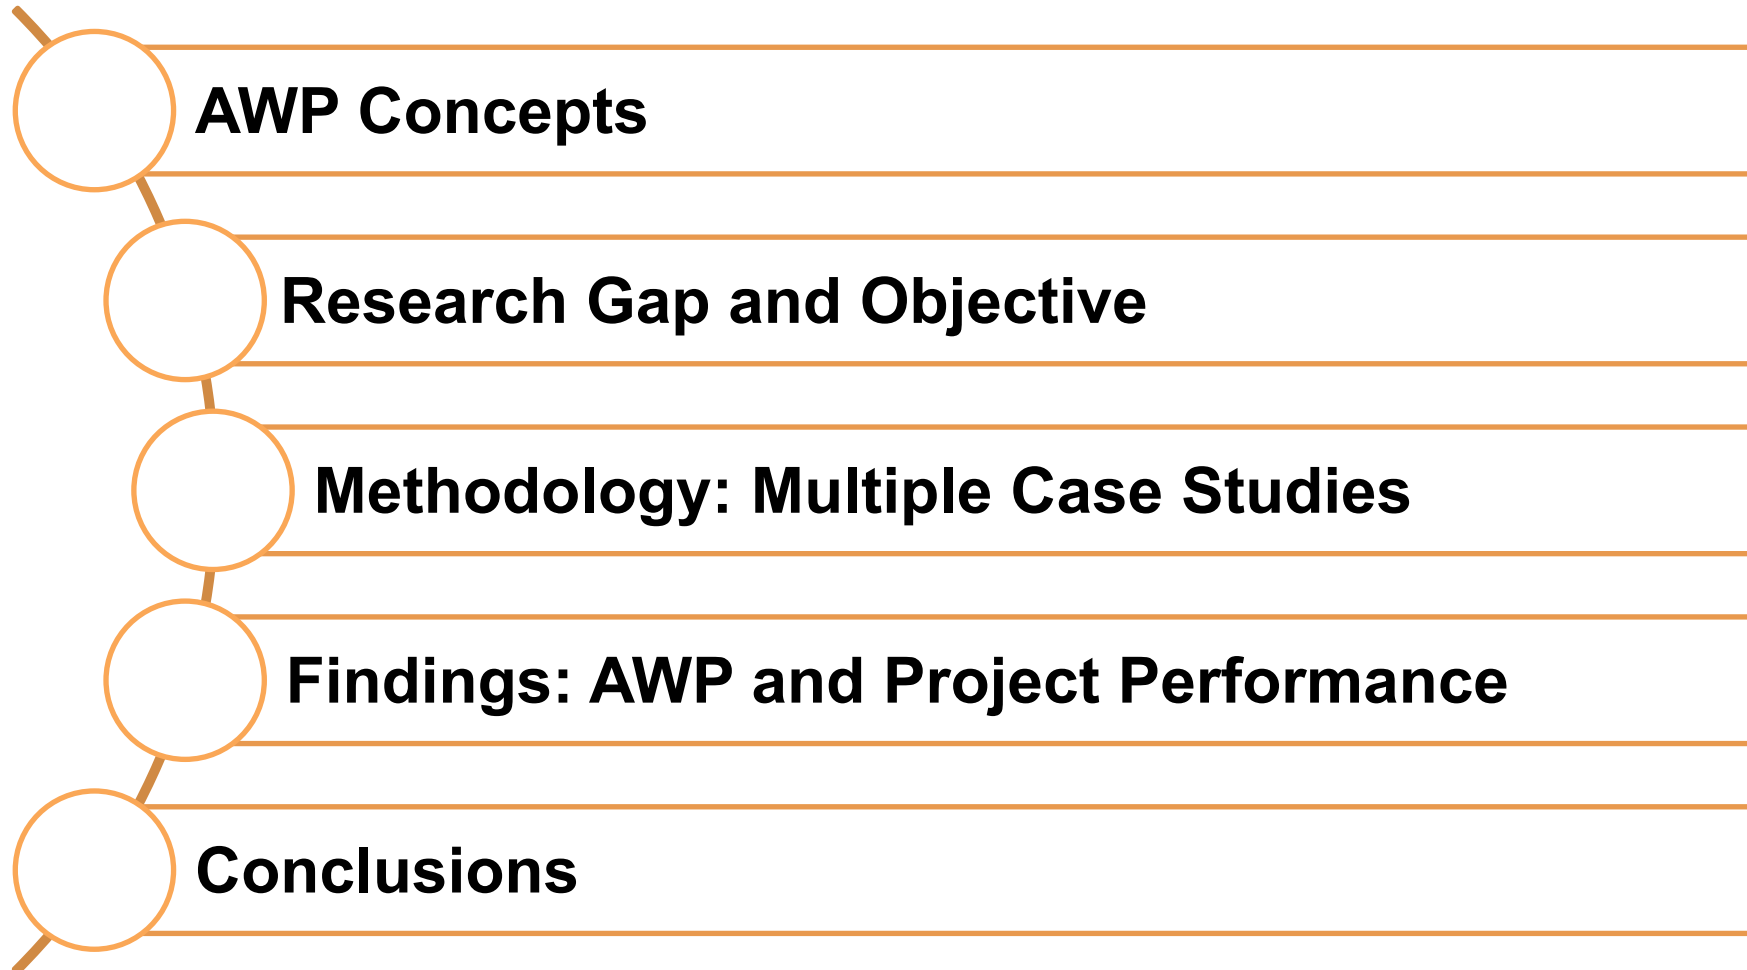 AWP Concepts
Research Gap and Objective
Methodology: Multiple Case Studies
Findings: AWP and Project Performance
Conclusions